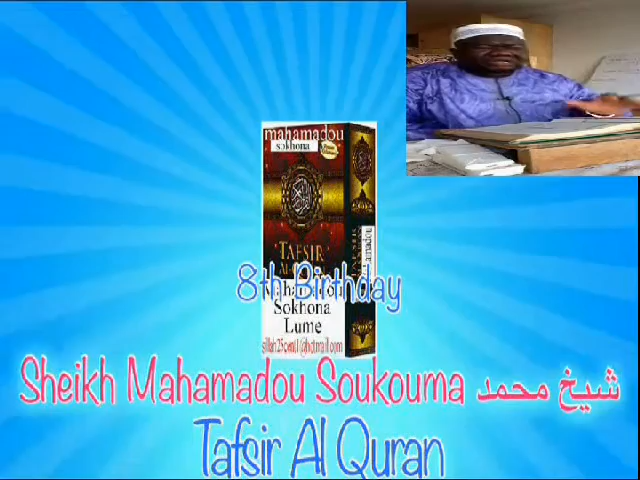 mahamadou
sokhona
TAFSIR
8th Birthday
Sokhona
Lume
Sheikh Mahamadou Soukouma شيخ محمد
Tafsir Al Quran